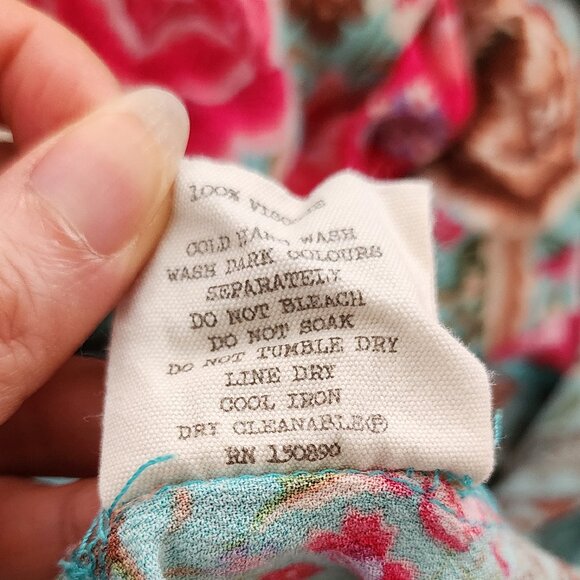 100% VISCOSE
COLD HAND WASH
WASH DARK COLOURS
SEPARATELY
DO NOT BLEACH
DO NOT SOAK
DO NOT TUMBLE DRY
LINE DRY
COOL IRON
DRY CLEANABLE Ⓟ
RN 150890